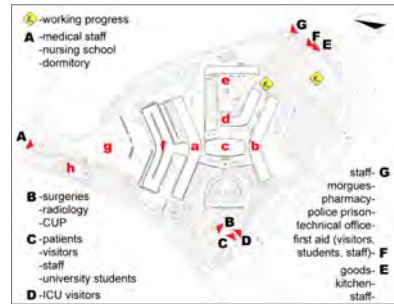 -working progress
A -medical staff
-nursing school
-dormitory
G
F
E
e
d
A
g
f
a
c
b
h
B -surgeries
-radiology
-CUP
C -patients
-visitors
-staff
-university students
D -ICU visitors
B
C
D
staff- G
morgues-
pharmacy-
police prison-
technical office-
first aid (visitors,
students, staff)- F
goods- E
kitchen-
staff-